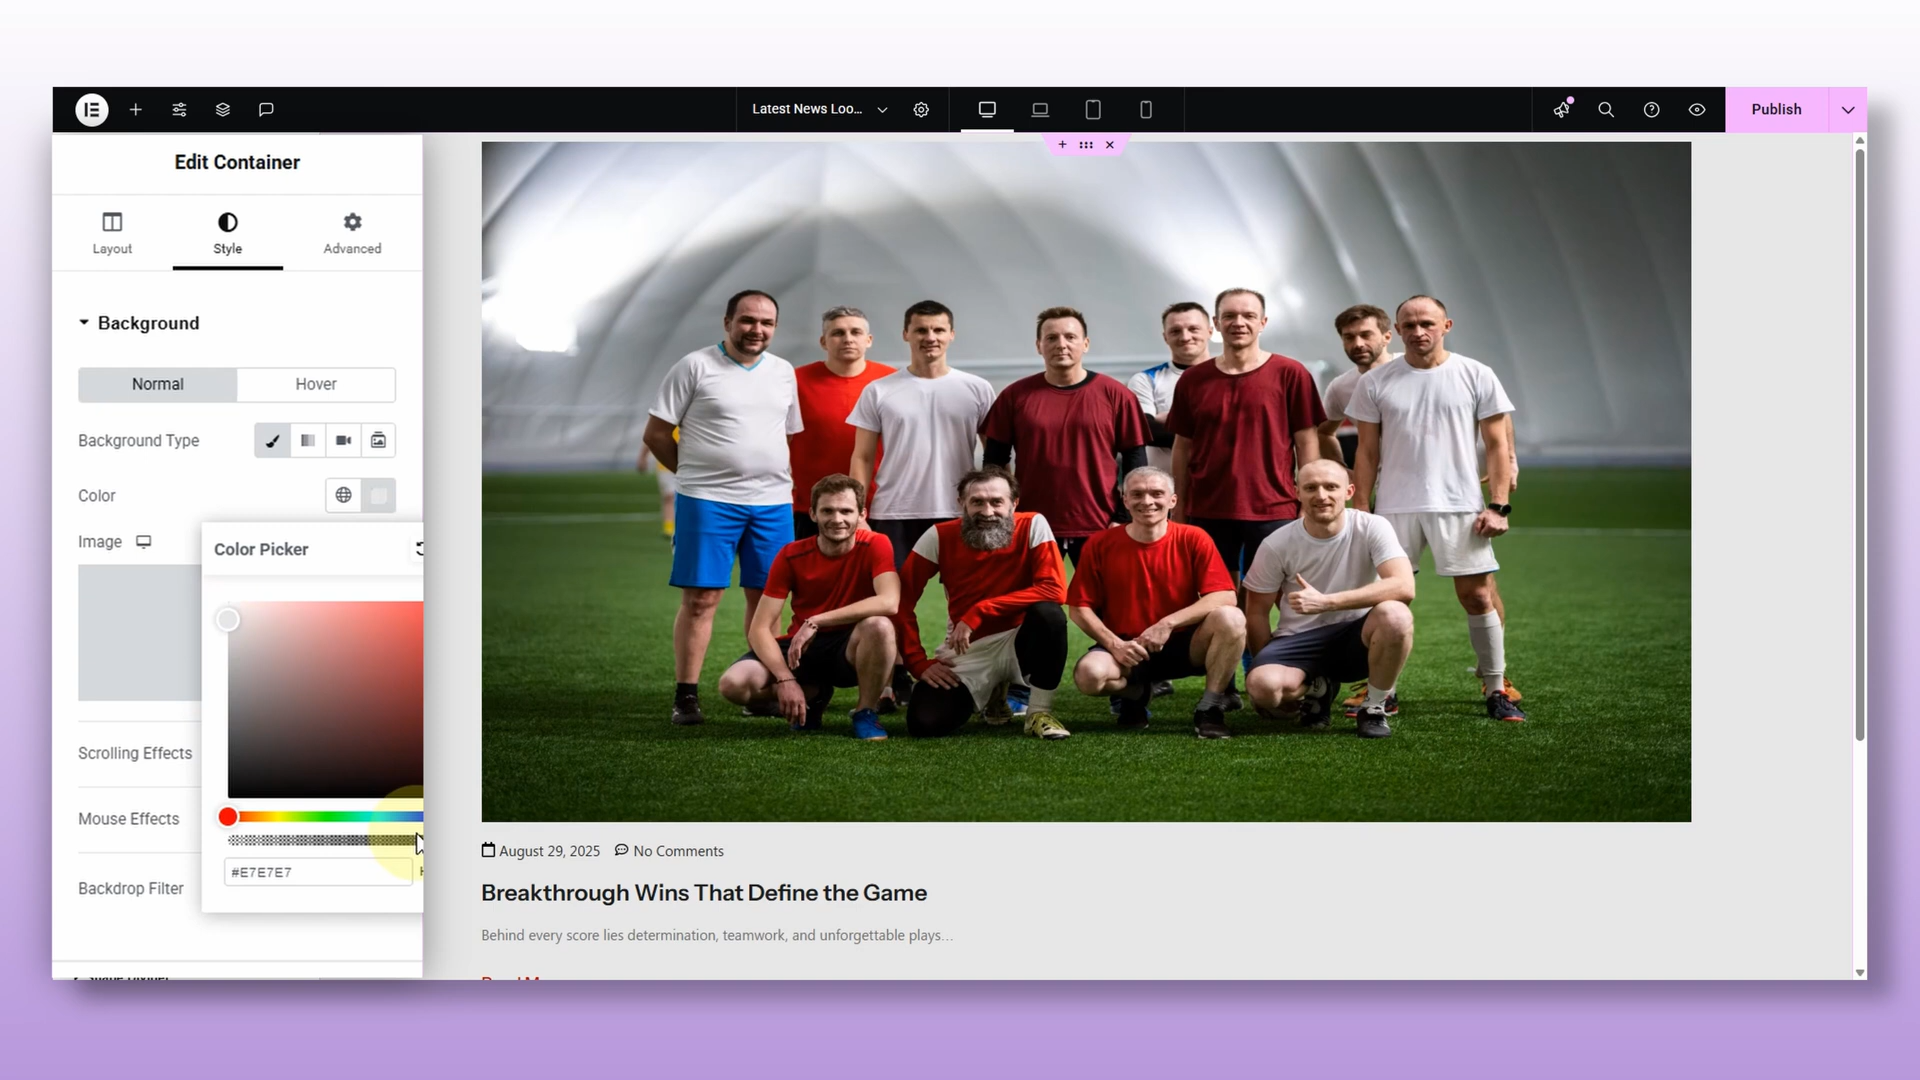 Latest News Loo...
Publish
Edit Container
Layout
Style
Advanced
Background
Normal
Hover
Background Type
Color
Image
Color Picker
Scrolling Effects
Mouse Effects
#E7E7E7
Backdrop Filter
August 29, 2025
No Comments
Breakthrough Wins That Define the Game
Behind every score lies determination, teamwork, and unforgettable plays...